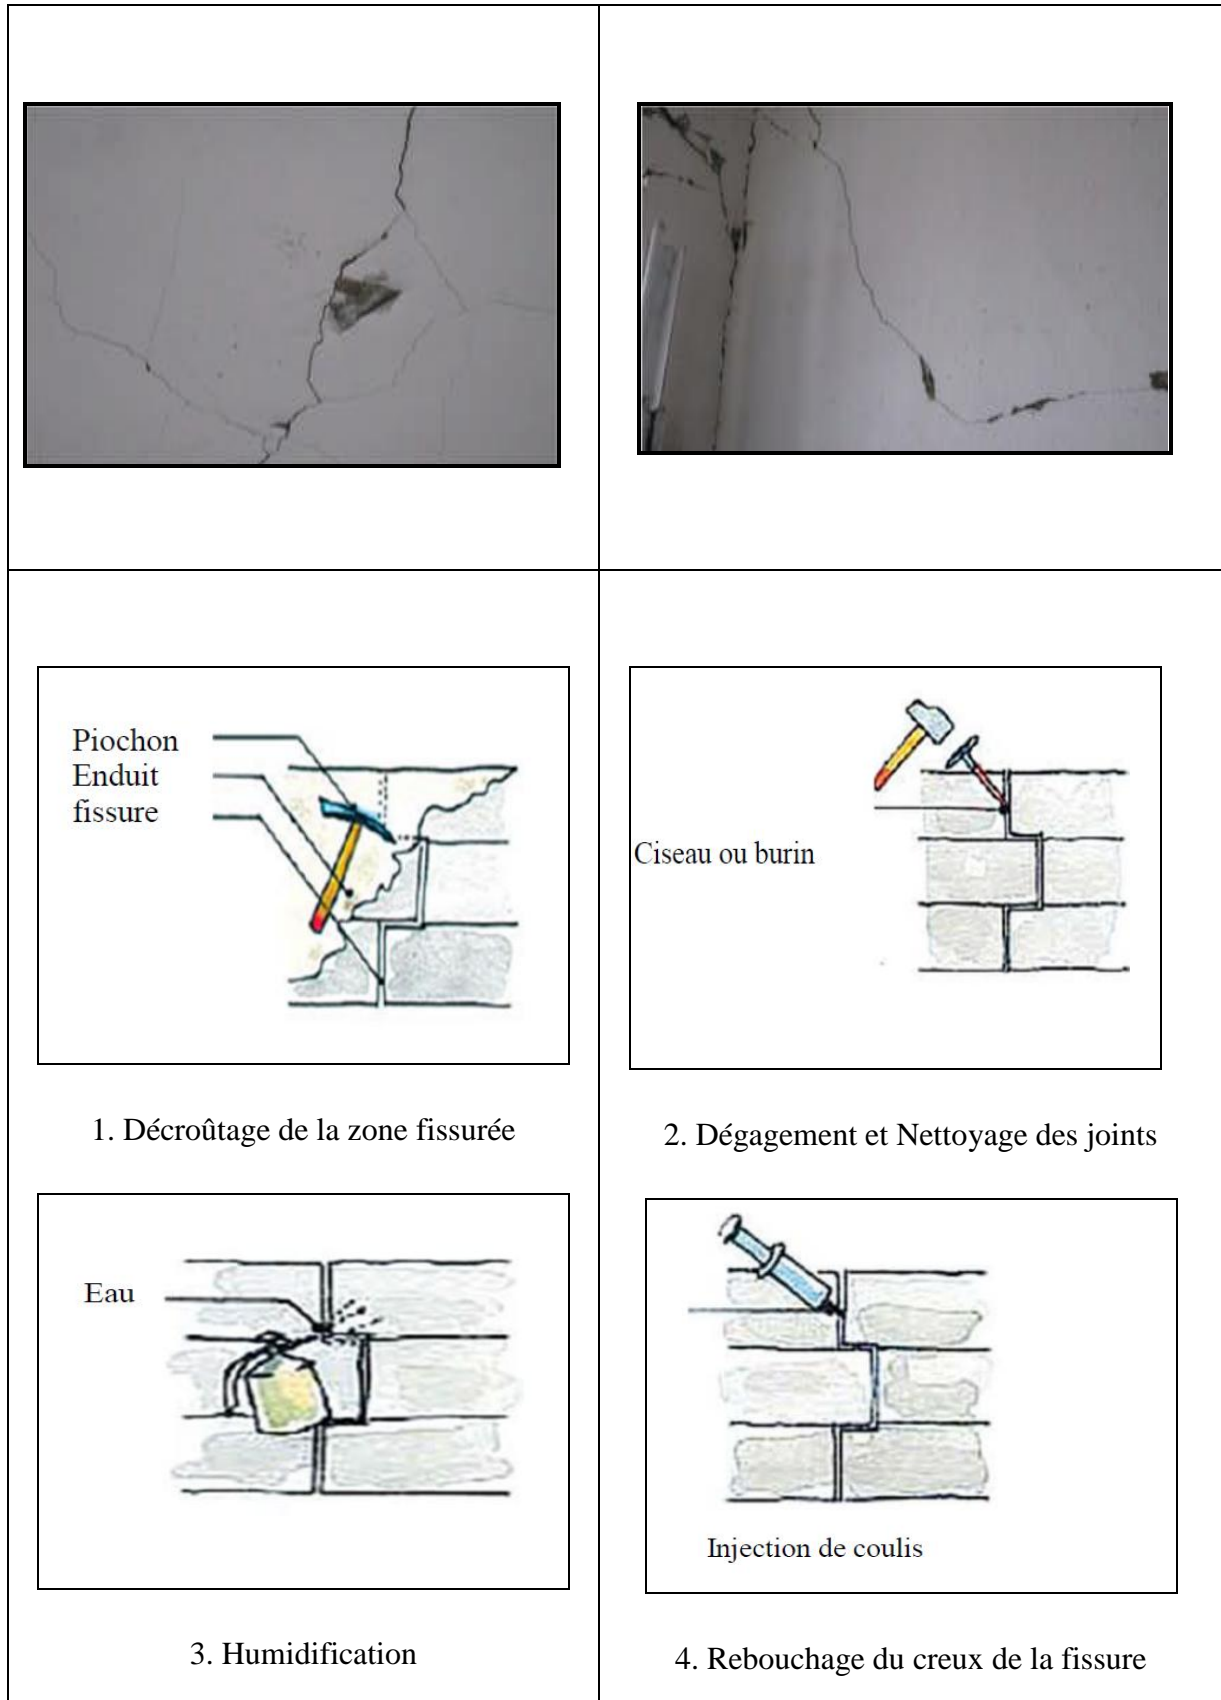 Piochon
Enduit
fissure
Ciseau ou burin
1. Décroûtage de la zone fissurée
2. Dégagement et Nettoyage des joints
Eau
Injection de coulis
3. Humidification
4. Rebouchage du creux de la fissure